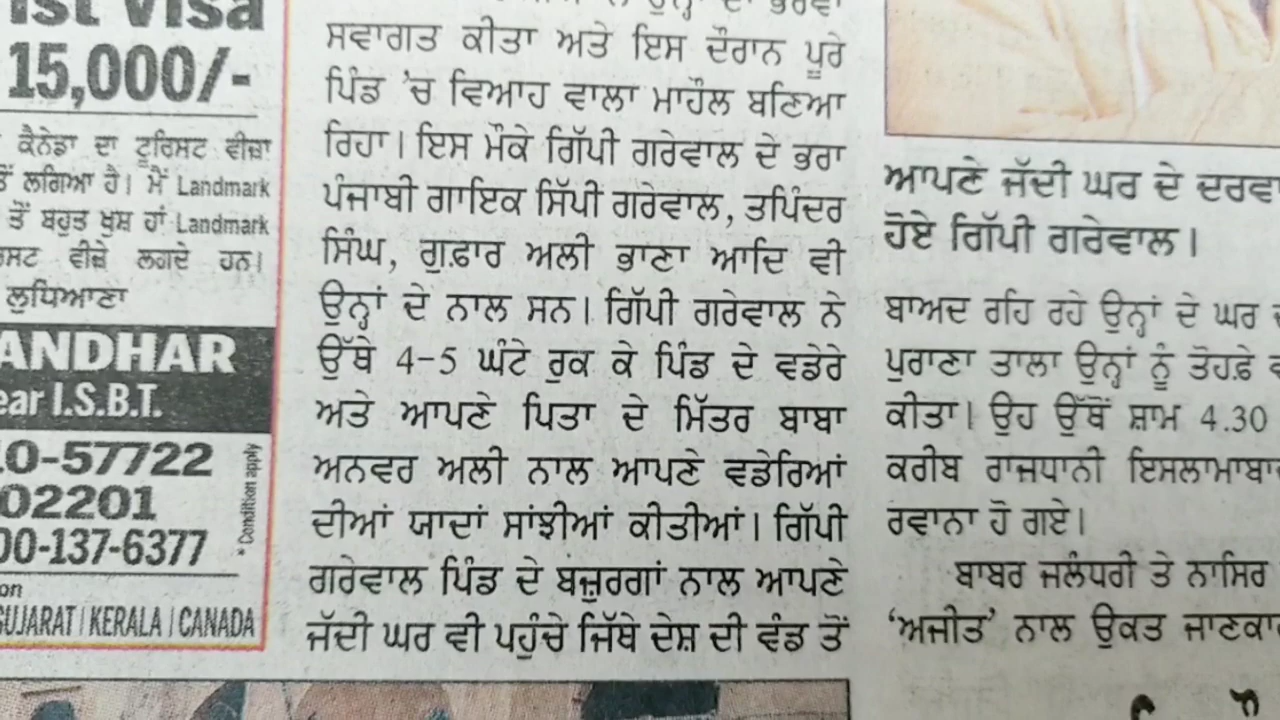 15,000/-
ਕੈਨੇਡਾ ਦਾ ਟੂਰਿਸਟ ਵੀਜ਼ਾ
ਲਗਿਆ ਹੈ। ਮੈਂ Landmark
ਤੋਂ ਬਹੁਤ ਖੁਸ਼ ਹਾਂ Landmark
ਵੀਜ਼ੇ ਲਗਦੇ ਹਨ।
ਲੁਧਿਆਣਾ
ANDHAR
ear I.S.B.T.
0-57722
02201
00-137-6377
* Condition apply
on
GUJARAT | KERALA | CANADA
ਸਵਾਗਤ ਕੀਤਾ ਅਤੇ ਇਸ ਦੌਰਾਨ ਪੂਰੇ
ਪਿੰਡ 'ਚ ਵਿਆਹ ਵਾਲਾ ਮਾਹੌਲ ਬਣਿਆ
ਰਿਹਾ। ਇਸ ਮੌਕੇ ਗਿੱਪੀ ਗਰੇਵਾਲ ਦੇ ਭਰਾ
ਪੰਜਾਬੀ ਗਾਇਕ ਸਿੱਪੀ ਗਰੇਵਾਲ, ਤਪਿੰਦਰ
ਸਿੰਘ, ਗੁਫ਼ਾਰ ਅਲੀ ਭਾਣਾ ਆਦਿ ਵੀ
ਉਨ੍ਹਾਂ ਦੇ ਨਾਲ ਸਨ। ਗਿੱਪੀ ਗਰੇਵਾਲ ਨੇ
ਉੱਥੇ 4-5 ਘੰਟੇ ਰੁਕ ਕੇ ਪਿੰਡ ਦੇ ਵਡੇਰੇ
ਅਤੇ ਆਪਣੇ ਪਿਤਾ ਦੇ ਮਿੱਤਰ ਬਾਬਾ
ਅਨਵਰ ਅਲੀ ਨਾਲ ਆਪਣੇ ਵਡੇਰਿਆਂ
ਦੀਆਂ ਯਾਦਾਂ ਸਾਂਝੀਆਂ ਕੀਤੀਆਂ। ਗਿੱਪੀ
ਗਰੇਵਾਲ ਪਿੰਡ ਦੇ ਬਜ਼ੁਰਗਾਂ ਨਾਲ ਆਪਣੇ
ਜੱਦੀ ਘਰ ਵੀ ਪਹੁੰਚੇ ਜਿੱਥੇ ਦੇਸ਼ ਦੀ ਵੰਡ ਤੋਂ
ਆਪਣੇ ਜੱਦੀ ਘਰ ਦੇ ਦਰਵਾ
ਹੋਏ ਗਿੱਪੀ ਗਰੇਵਾਲ।
ਬਾਅਦ ਰਹਿ ਰਹੇ ਉਨ੍ਹਾਂ ਦੇ ਘਰ
ਪੁਰਾਣਾ ਤਾਲਾ ਉਨ੍ਹਾਂ ਨੂੰ ਤੋਹਫ਼ੇ
ਕੀਤਾ। ਉਹ ਉੱਥੋਂ ਸ਼ਾਮ 4.30
ਕਰੀਬ ਰਾਜਧਾਨੀ ਇਸਲਾਮਾਬਾ
ਰਵਾਨਾ ਹੋ ਗਏ।
ਬਾਬਰ ਜਲੰਧਰੀ ਤੇ ਨਾਸਿਰ
'ਅਜੀਤ' ਨਾਲ ਉਕਤ ਜਾਣਕਾ